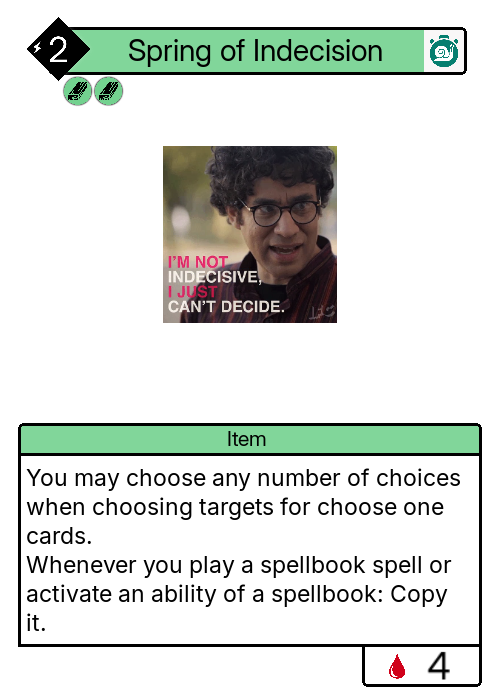 2
Spring of Indecision
I'M NOT
INDECISIVE,
I JUST
CAN'T DECIDE.
Item
You may choose any number of choices
when choosing targets for choose one
cards.
Whenever you play a spellbook spell or
activate an ability of a spellbook: Copy
it.
4